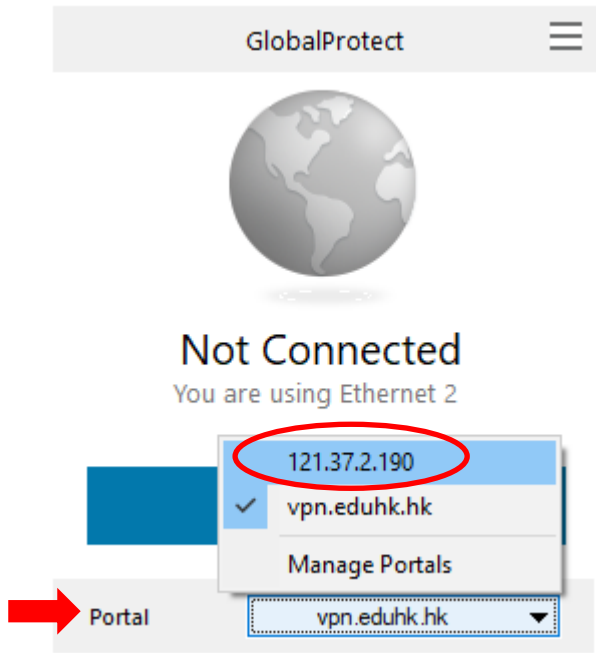 GlobalProtect
Not Connected
You are using Ethernet 2
121.37.2.190
vpn.eduhk.hk
Manage Portals
Portal
vpn.eduhk.hk